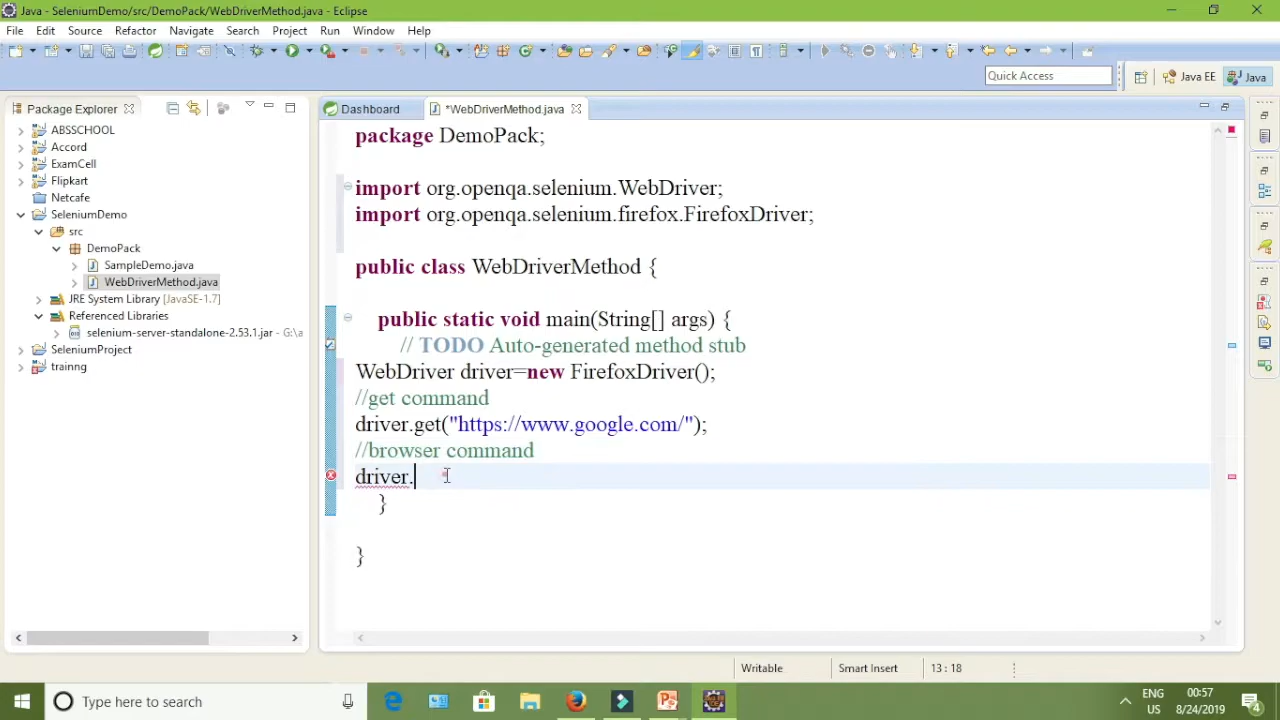 Java - SeleniumDemo/src/DemoPack/WebDriverMethod.java - Eclipse
File Edit Source Refactor Navigate Search Project Run Window Help
Quick Access
Java EE
Java
Package Explorer
Dashboard
*WebDriverMethod.java
ABSSCHOOL
Accord
ExamCell
Flipkart
Netcafe
SeleniumDemo
src
DemoPack
SampleDemo.java
WebDriverMethod.java
JRE System Library [JavaSE-1.7]
Referenced Libraries
selenium-server-standalone-2.53.1.jar - G:\a
SeleniumProject
trainng
package DemoPack;
import org.openqa.selenium.WebDriver;
import org.openqa.selenium.firefox.FirefoxDriver;
public class WebDriverMethod {
public static void main(String[] args) {
// TODO Auto-generated method stub
WebDriver driver=new FirefoxDriver();
//get command
driver.get("https://www.google.com/");
//browser command
driver.
}
}
Writable Smart Insert 13 : 18
Type here to search
ENG
US
00:57
8/24/2019
4